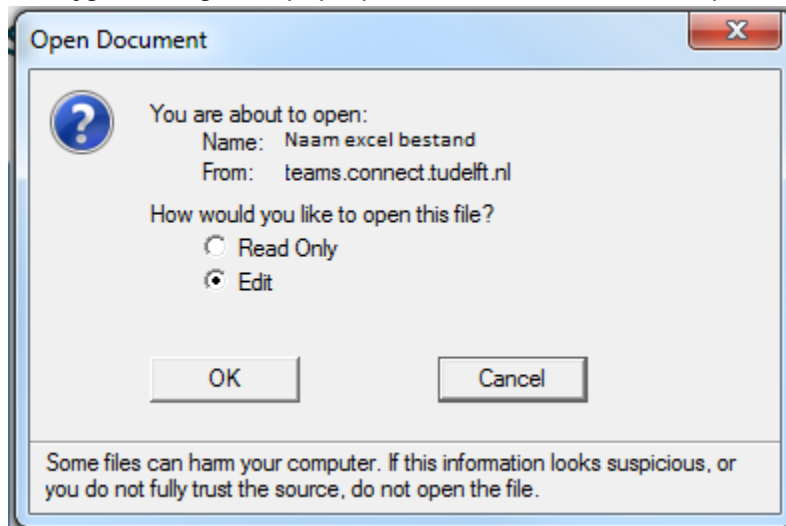 Open Document
You are about to open:
Name: Naam excel bestand
From: teams.connect.tudelft.nl
How would you like to open this file?
Read Only
Edit
OK
Cancel
Some files can harm your computer. If this information looks suspicious, or
you do not fully trust the source, do not open the file.